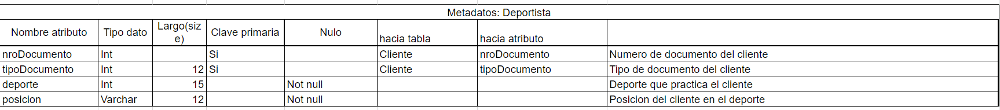 Metadatos: Deportista
Nombre atributo Tipo dato Largo(siz e) Clave primaria Nulo hacia tabla hacia atributo
nroDocumento Int Si Cliente nroDocumento Numero de documento del cliente
tipoDocumento Int 12 Si Cliente tipoDocumento Tipo de documento del cliente
deporte Int 15 Not null Deporte que practica el cliente
posicion Varchar 12 Not null Posicion del cliente en el deporte